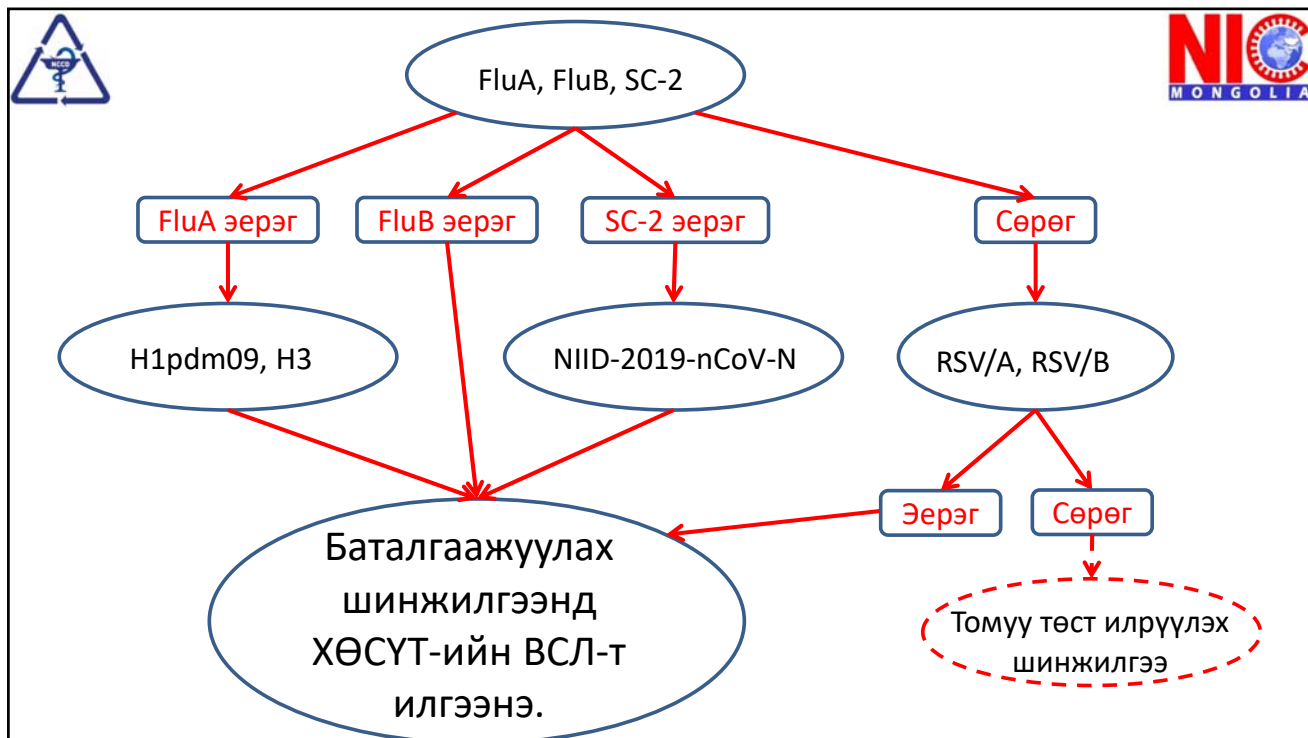 NCCD
NIC
MONGOLIA
FluA, FluB, SC-2
FluA эерэг
FluB эерэг
SC-2 эерэг
Сөрөг
H1pdm09, H3
NIID-2019-nCoV-N
RSV/A, RSV/B
Эерэг
Сөрөг
Баталгаажуулах
шинжилгээнд
ХӨСҮТ-ийн ВСЛ-т
илгээнэ.
Томуу төст илрүүлэх
шинжилгээ